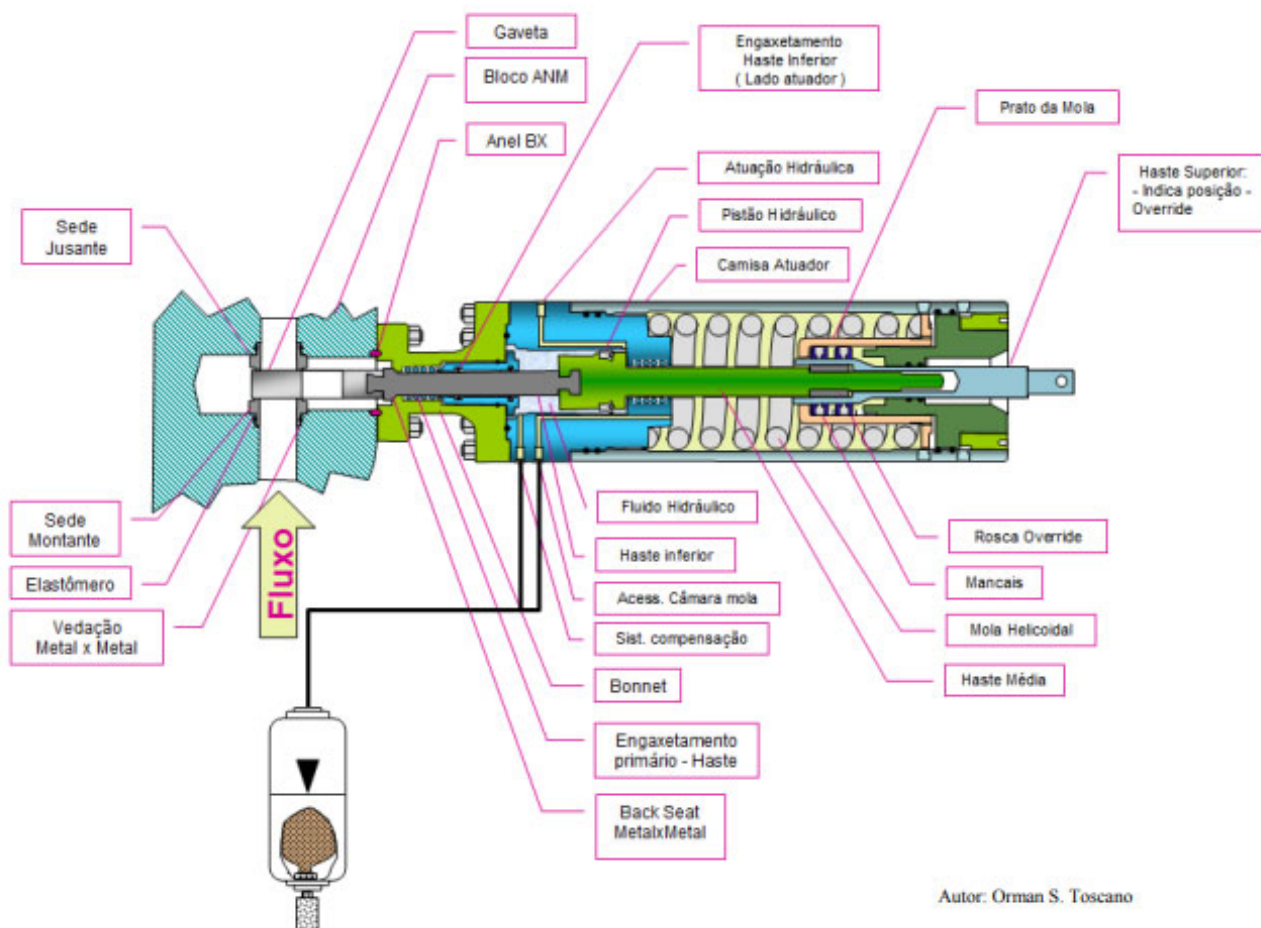 Gaveta
Bloco ANM
Anel BX
Engaxetamento
Haste Inferior
( Lado atuador )
Prato da Mola
Atuação Hidráulica
Pistão Hidráulico
Camisa Atuador
Haste Superior:
- Indica posição -
Override
Sede
Jusante
Sede
Montante
Elastômero
Vedação
Metal x Metal
Fluxo
Fluido Hidráulico
Haste inferior
Acess. Câmara mola
Sist. compensação
Bonnet
Engaxetamento
primário - Haste
Back Seat
MetalxMetal
Rosca Override
Mancais
Mola Helicoidal
Haste Média
Autor: Orman S. Toscano